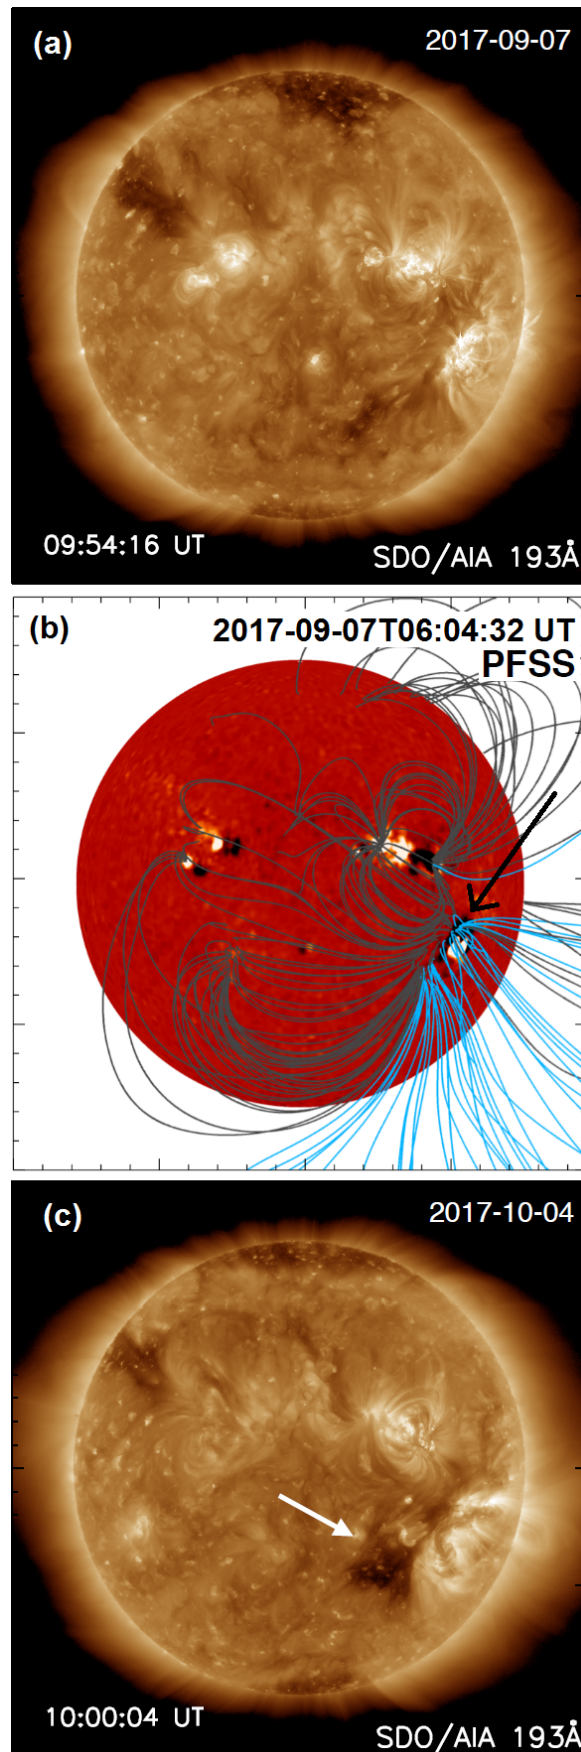 (a)
2017-09-07
09:54:16 UT
SDO/AIA 193Å
(b)
2017-09-07T06:04:32 UT
PFSS
(c)
2017-10-04
10:00:04 UT
SDO/AIA 193Å